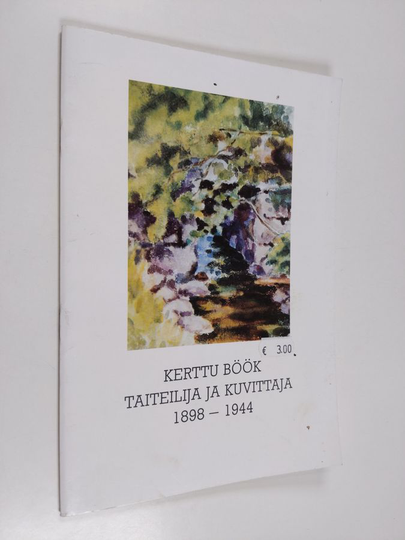 € 3.00
KERTTU BÖÖK
TAITEILIJA JA KUVITTAJA
1898 – 1944